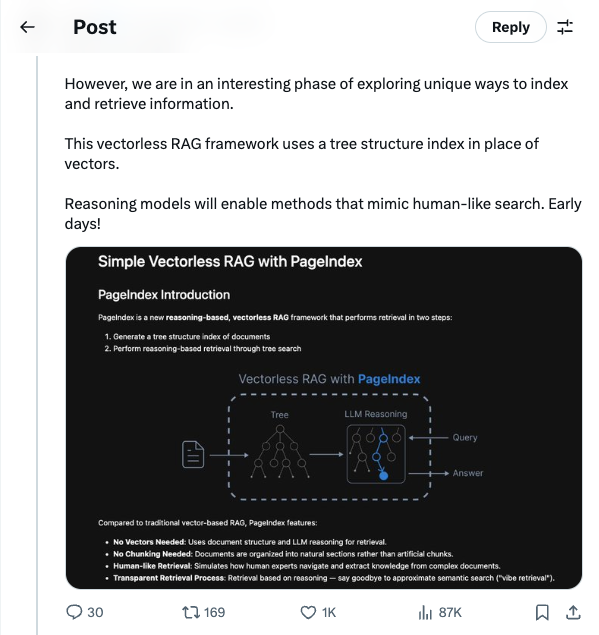 Post
Reply
However, we are in an interesting phase of exploring unique ways to index
and retrieve information.
This vectorless RAG framework uses a tree structure index in place of
vectors.
Reasoning models will enable methods that mimic human-like search. Early
days!
Simple Vectorless RAG with PageIndex
PageIndex Introduction
PageIndex is a new reasoning-based, vectorless RAG framework that performs retrieval in two steps:
1. Generate a tree structure index of documents
2. Perform reasoning-based retrieval through tree search
Vectorless RAG with PageIndex
Tree
LLM Reasoning
Query
Answer
Compared to traditional vector-based RAG, PageIndex features:
• No Vectors Needed: Uses document structure and LLM reasoning for retrieval.
• No Chunking Needed: Documents are organized into natural sections rather than artificial chunks.
• Human-like Retrieval: Simulates how human experts navigate and extract knowledge from complex documents.
• Transparent Retrieval Process: Retrieval based on reasoning — say goodbye to approximate semantic search ("vibe retrieval").
30
169
1K
87K